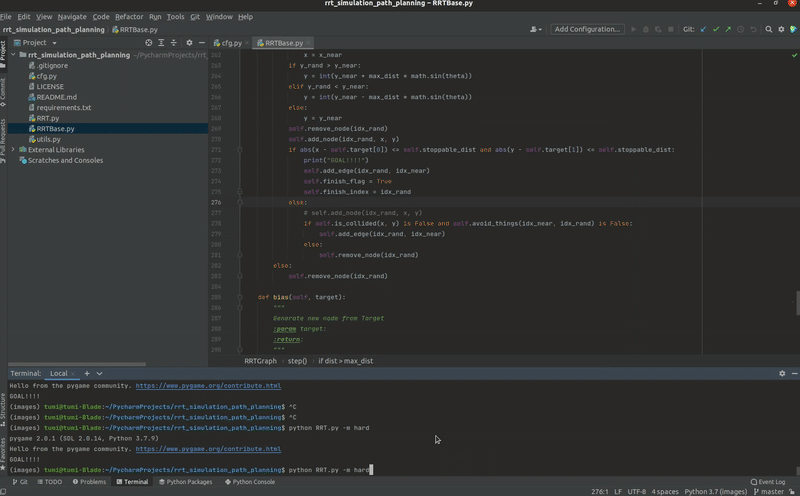 rrt_simulation_path_planning – RRTBase.py
File Edit View Navigate Code Refactor Run Tools Git Window Help
rrt_simulation_path_planning RRTBase.py
Add Configuration...
Git:
Project
cfg.py
RRTBase.py
rrt_simulation_path_planning ~/PycharmProjects/rrt_
.gitignore
cfg.py
LICENSE
README.md
requirements.txt
RRT.py
RRTBase.py
utils.py
External Libraries
Scratches and Consoles
Project
Commit
Pull Requests
Structure
Favorites
262 x = x_near
263 if y_rand > y_near:
264 y = int(y_near + max_dist * math.sin(theta))
265 elif y_rand < y_near:
266 y = int(y_near - max_dist * math.sin(theta))
267 else:
268 y = y_near
269 self.remove_node(idx_rand)
270 self.add_node(idx_rand, x, y)
271 if abs(x - self.target[0]) <= self.stoppable_dist and abs(y - self.target[1]) <= self.stoppable_dist:
272 print("GOAL!!!!")
273 self.add_edge(idx_rand, idx_near)
274 self.finish_flag = True
275 self.finish_index = idx_rand
276 else:
277 # self.add_node(idx_rand, x, y)
278 if self.is_collided(x, y) is False and self.avoid_things(idx_near, idx_rand) is False:
279 self.add_edge(idx_rand, idx_near)
280 else:
281 self.remove_node(idx_rand)
282 else:
283 self.remove_node(idx_rand)
284
285 def bias(self, target):
286 """
287 Generate new node from Target
288 :param target:
289 :return:
298 """
RRTGraph step() if dist > max_dist
Terminal: Local
Hello from the pygame community. https://www.pygame.org/contribute.html
GOAL!!!!
(images) tumi@tumi-Blade:~/PycharmProjects/rrt_simulation_path_planning$ ^C
(images) tumi@tumi-Blade:~/PycharmProjects/rrt_simulation_path_planning$ ^C
(images) tumi@tumi-Blade:~/PycharmProjects/rrt_simulation_path_planning$ python RRT.py -m hard
pygame 2.0.1 (SDL 2.0.14, Python 3.7.9)
Hello from the pygame community. https://www.pygame.org/contribute.html
GOAL!!!!
(images) tumi@tumi-Blade:~/PycharmProjects/rrt_simulation_path_planning$ python RRT.py -m hard
Git TODO Problems Terminal Python Packages Python Console
Event Log
276:1 LF UTF-8 4 spaces Python 3.7 (images) master